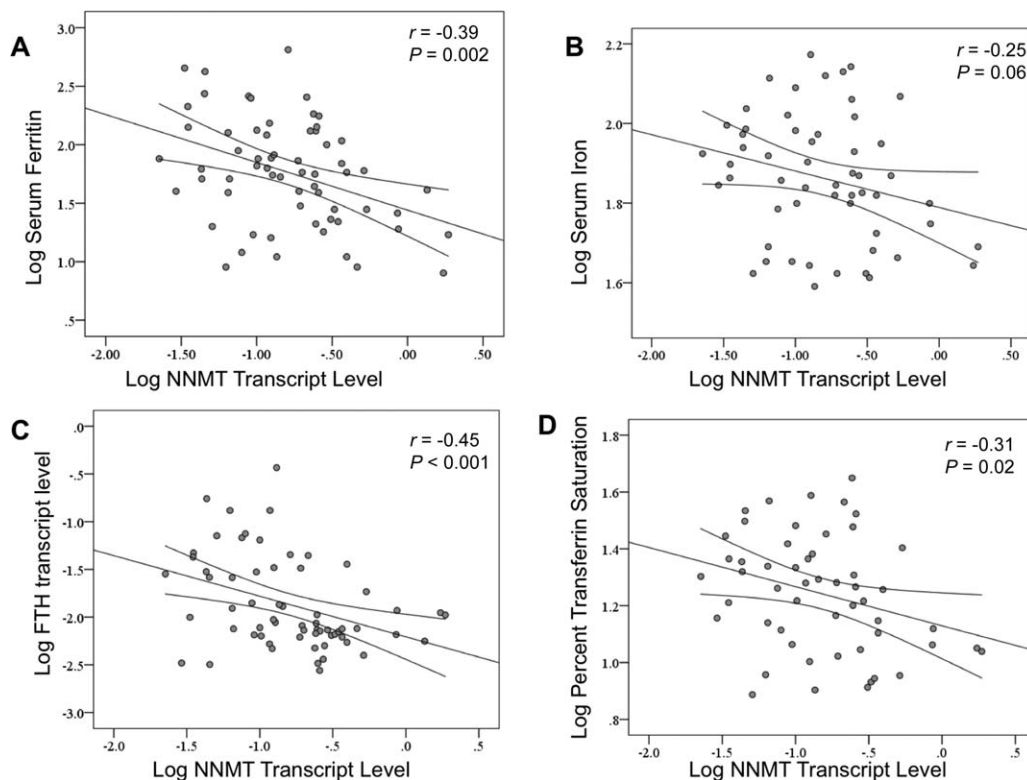 A
r = -0.39
P = 0.002
Log Serum Ferritin
3.0
2.5
2.0
1.5
1.0
.5
-2.00
-1.50
-1.00
-.50
.00
.50
Log NNMT Transcript Level
B
r = -0.25
P = 0.06
Log Serum Iron
2.2
2.0
1.8
1.6
-2.00
-1.50
-1.00
-.50
.00
.50
Log NNMT Transcript Level
C
r = -0.45
P < 0.001
Log FTH transcript level
.0
-.5
-1.0
-1.5
-2.0
-2.5
-3.0
-2.0
-1.5
-1.0
-.5
.0
.5
Log NNMT Transcript Level
D
r = -0.31
P = 0.02
Log Percent Transferrin Saturation
1.8
1.6
1.4
1.2
1.0
.8
-2.0
-1.5
-1.0
-.5
.0
.5
Log NNMT Transcript Level